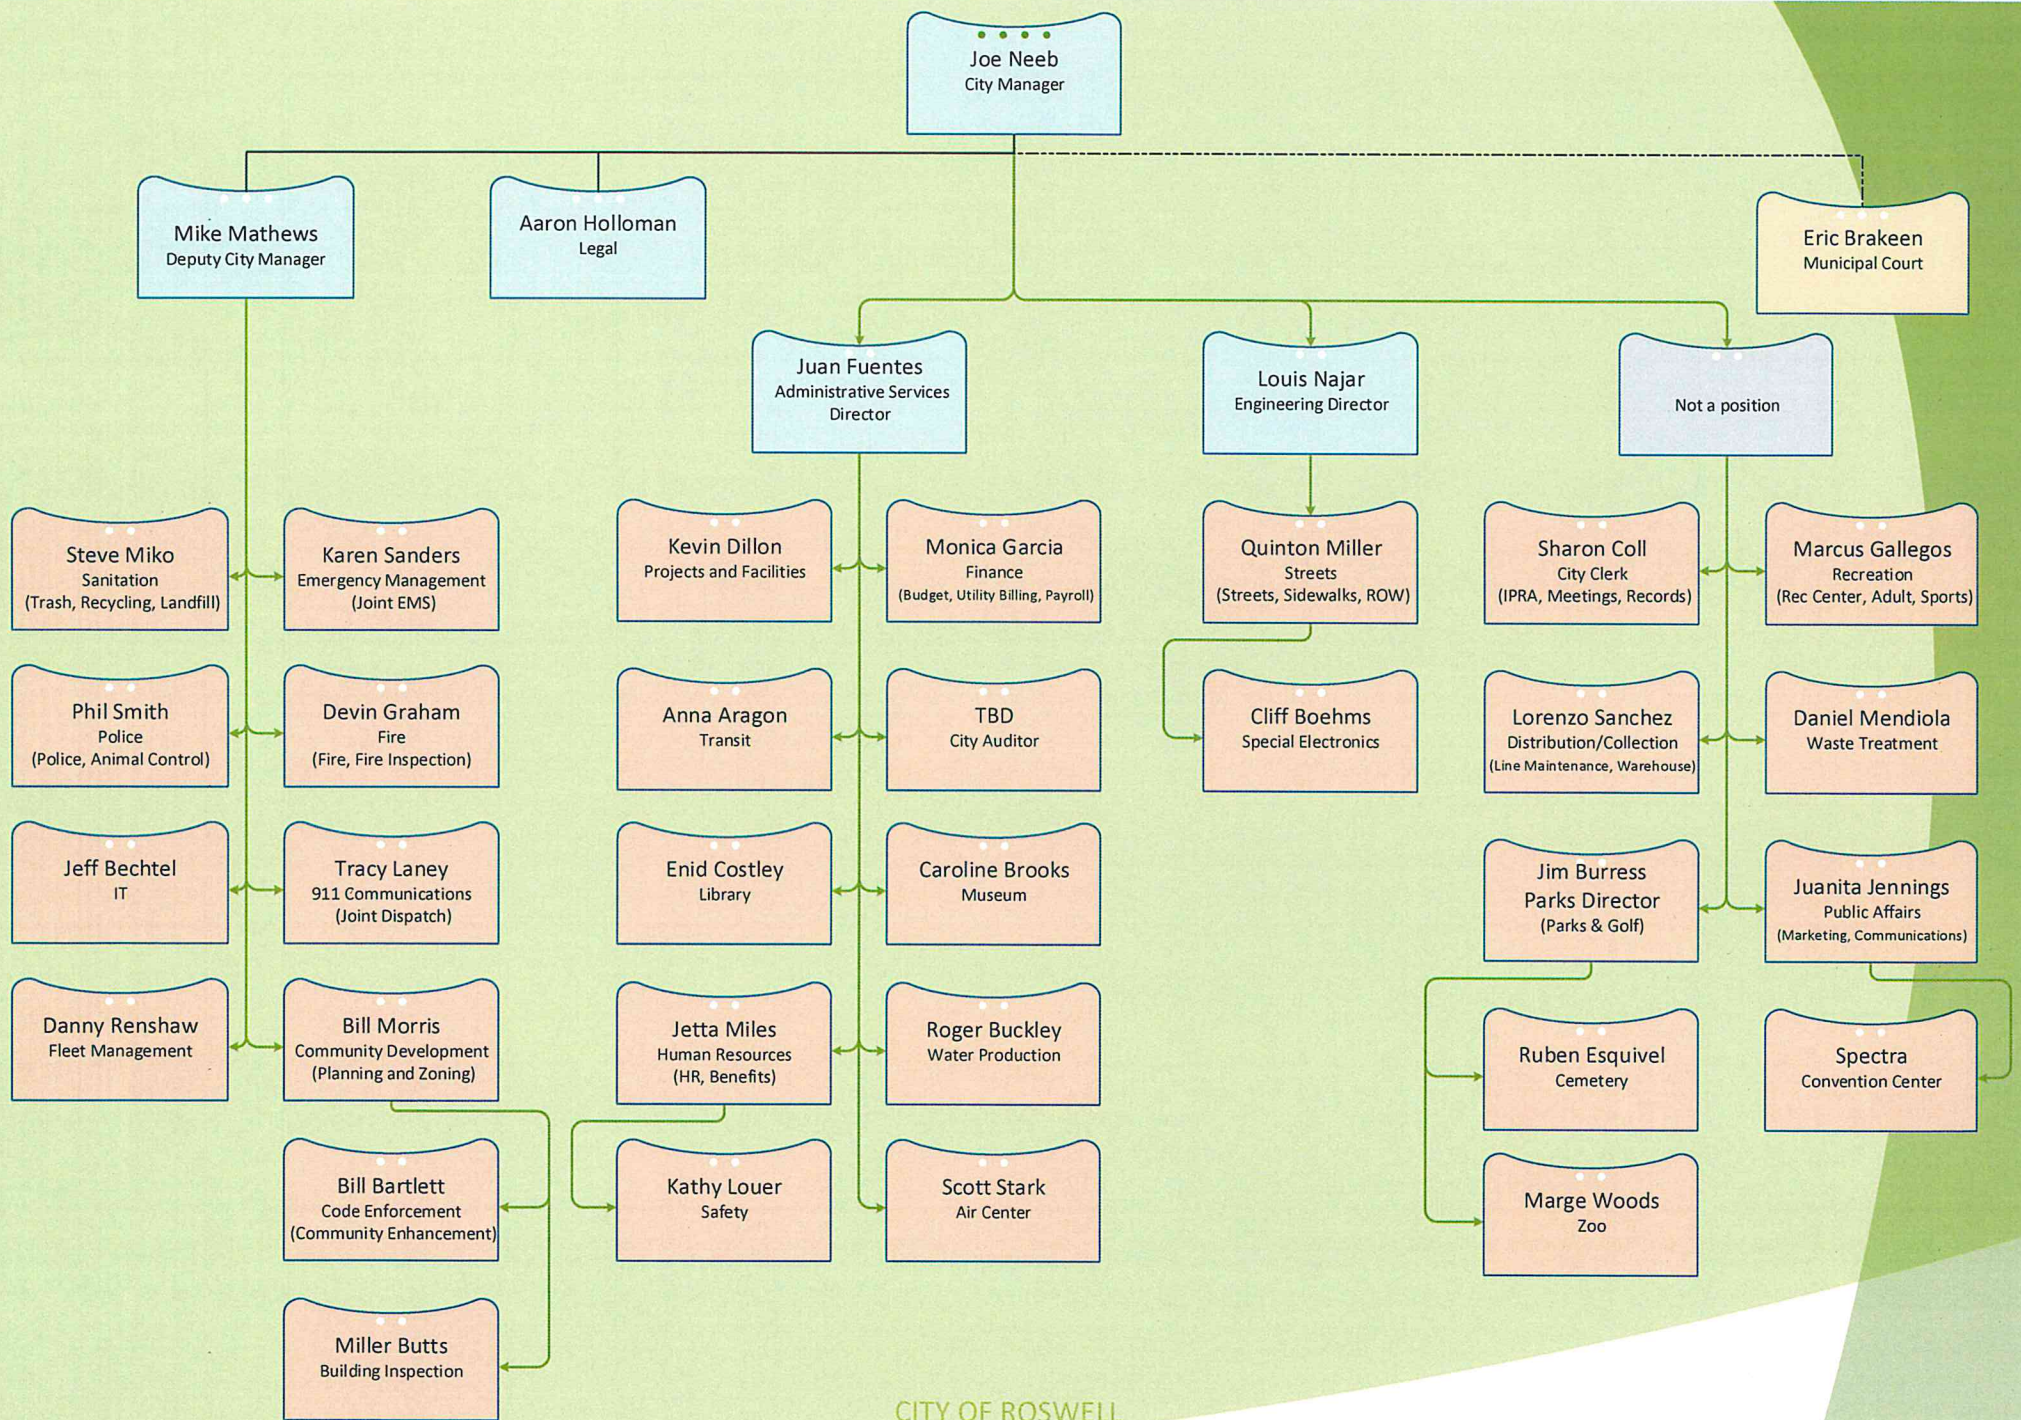 Joe Neeb
City Manager
Mike Mathews
Deputy City Manager
Aaron Holloman
Legal
Eric Brakeen
Municipal Court
Juan Fuentes
Administrative Services
Director
Louis Najar
Engineering Director
Not a position
Steve Miko
Sanitation
(Trash, Recycling, Landfill)
Karen Sanders
Emergency Management
(Joint EMS)
Kevin Dillon
Projects and Facilities
Monica Garcia
Finance
(Budget, Utility Billing, Payroll)
Quinton Miller
Streets
(Streets, Sidewalks, ROW)
Sharon Coll
City Clerk
(IPRA, Meetings, Records)
Marcus Gallegos
Recreation
(Rec Center, Adult, Sports)
Phil Smith
Police
(Police, Animal Control)
Devin Graham
Fire
(Fire, Fire Inspection)
Anna Aragon
Transit
TBD
City Auditor
Cliff Boehms
Special Electronics
Lorenzo Sanchez
Distribution/Collection
(Line Maintenance, Warehouse)
Daniel Mendiola
Waste Treatment
Jeff Bechtel
IT
Tracy Laney
911 Communications
(Joint Dispatch)
Enid Costley
Library
Caroline Brooks
Museum
Jim Burress
Parks Director
(Parks & Golf)
Juanita Jennings
Public Affairs
(Marketing, Communications)
Danny Renshaw
Fleet Management
Bill Morris
Community Development
(Planning and Zoning)
Jetta Miles
Human Resources
(HR, Benefits)
Roger Buckley
Water Production
Ruben Esquivel
Cemetery
Spectra
Convention Center
Bill Bartlett
Code Enforcement
(Community Enhancement)
Kathy Louer
Safety
Scott Stark
Air Center
Marge Woods
Zoo
Miller Butts
Building Inspection
CITY OF ROSWELL